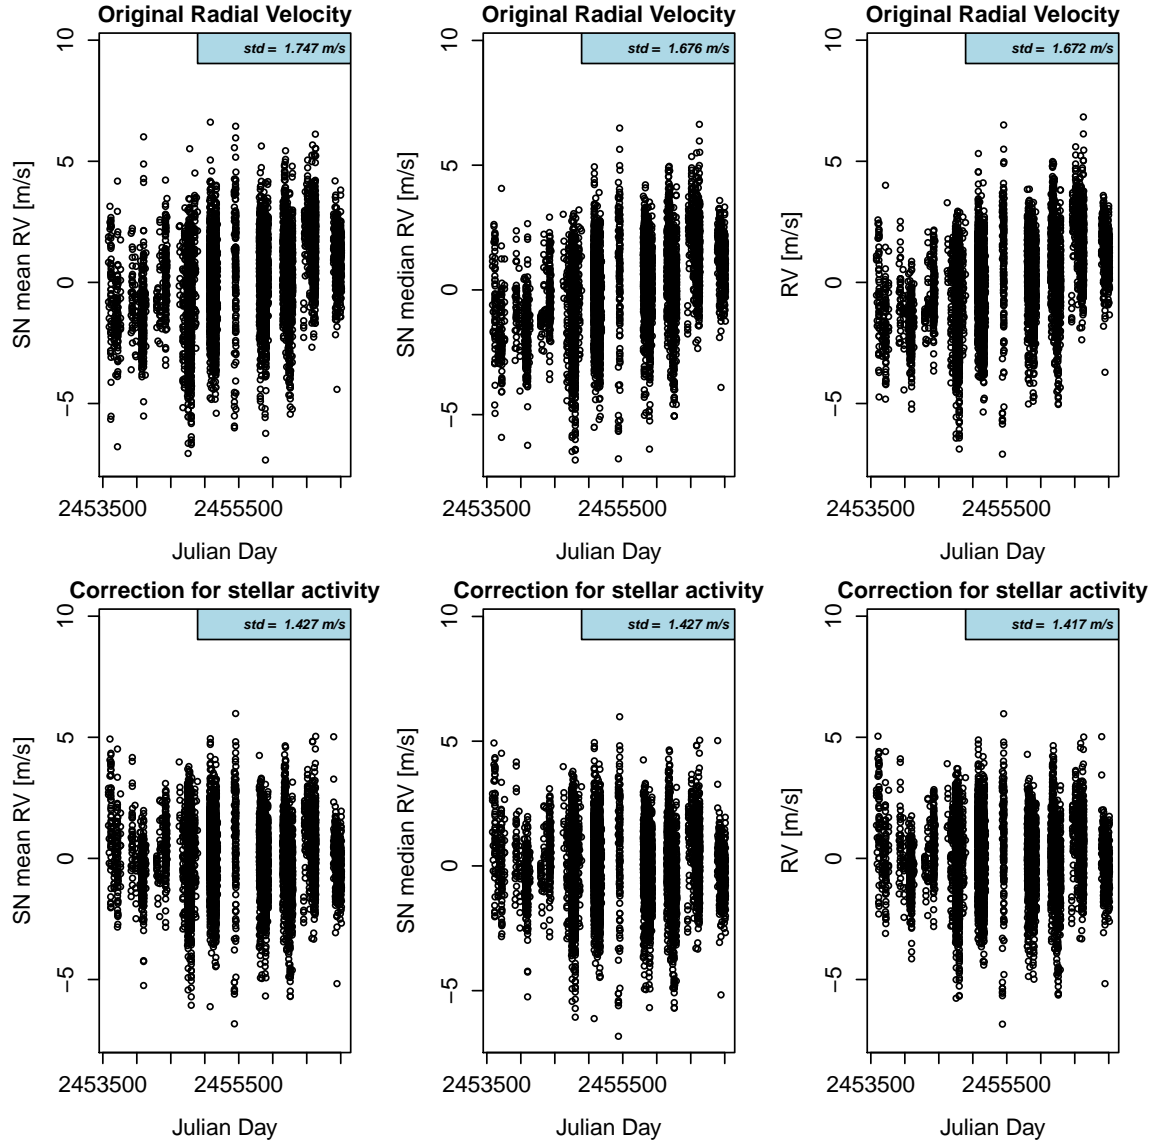 Original Radial Velocity
std = 1.747 m/s
SN mean RV [m/s]
10
5
0
−5
2453500
2455500
Julian Day
Original Radial Velocity
std = 1.676 m/s
SN median RV [m/s]
10
5
0
−5
2453500
2455500
Julian Day
Original Radial Velocity
std = 1.672 m/s
RV [m/s]
10
5
0
−5
2453500
2455500
Julian Day
Correction for stellar activity
std = 1.427 m/s
SN mean RV [m/s]
10
5
0
−5
2453500
2455500
Julian Day
Correction for stellar activity
std = 1.427 m/s
SN median RV [m/s]
10
5
0
−5
2453500
2455500
Julian Day
Correction for stellar activity
std = 1.417 m/s
RV [m/s]
10
5
0
−5
2453500
2455500
Julian Day